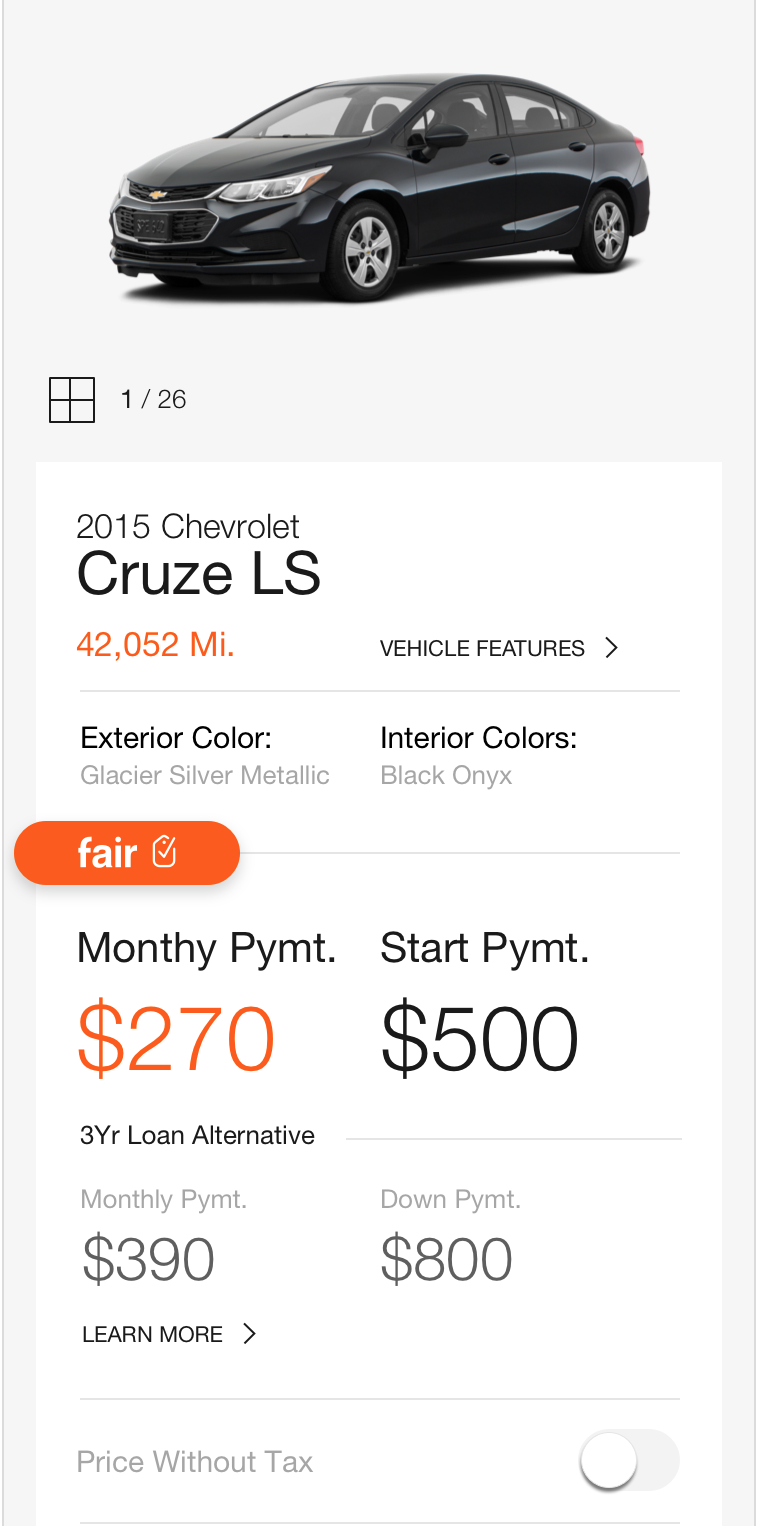 1 / 26
2015 Chevrolet
Cruze LS
42,052 Mi.
VEHICLE FEATURES
Exterior Color:
Interior Colors:
Glacier Silver Metallic
Black Onyx
fair
Monthy Pymt.
Start Pymt.
$270
$500
3Yr Loan Alternative
Monthly Pymt.
Down Pymt.
$390
$800
LEARN MORE
Price Without Tax